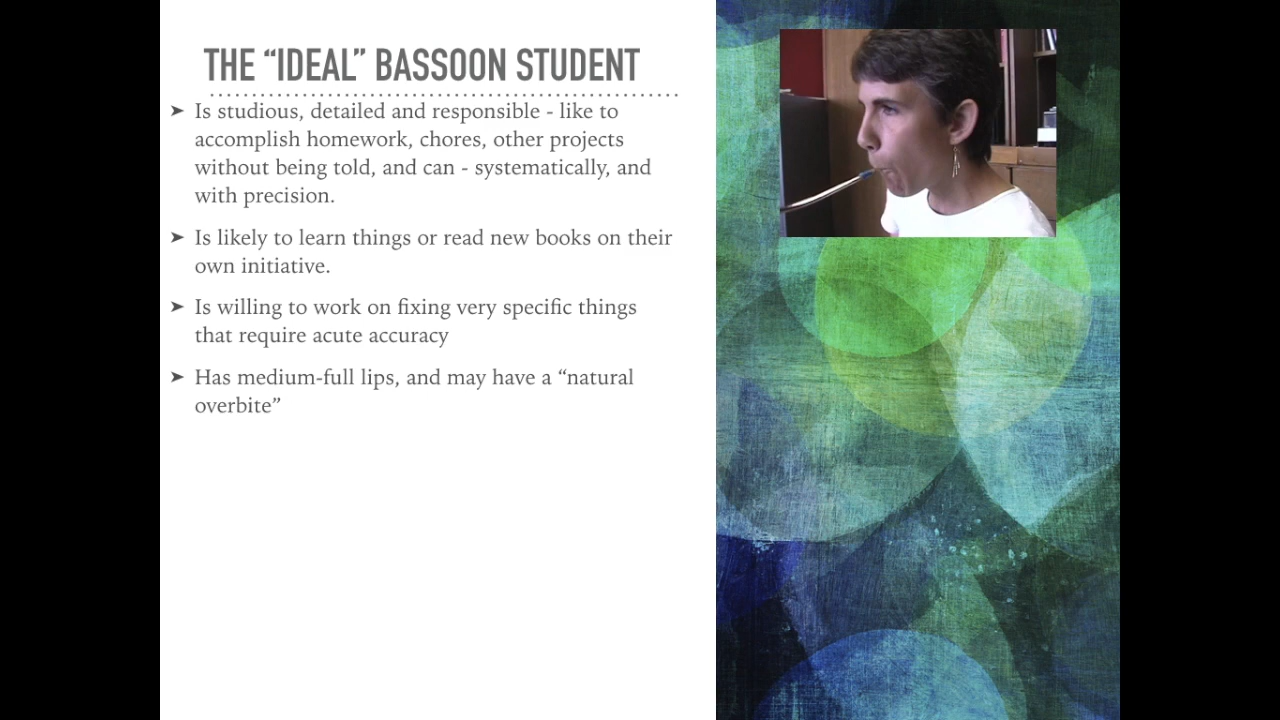 THE “IDEAL” BASSOON STUDENT
➤ Is studious, detailed and responsible - like to
accomplish homework, chores, other projects
without being told, and can - systematically, and
with precision.
➤ Is likely to learn things or read new books on their
own initiative.
➤ Is willing to work on fixing very specific things
that require acute accuracy
➤ Has medium-full lips, and may have a “natural
overbite”